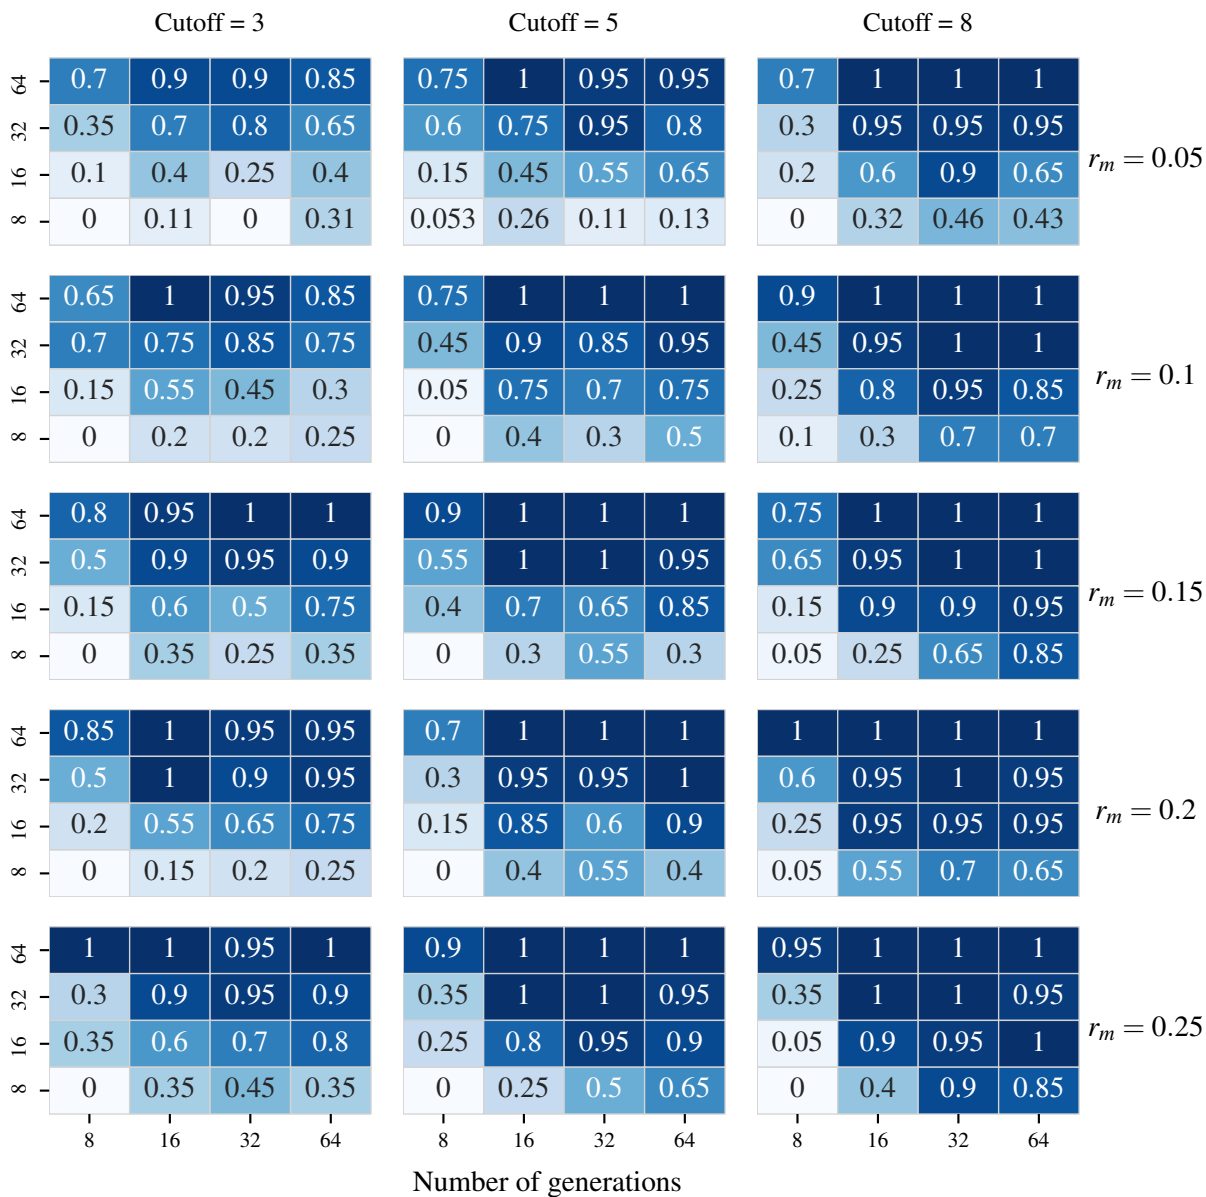 Cutoff = 3 Cutoff = 5 Cutoff = 8
64 0.7 0.9 0.9 0.85 0.75 1 0.95 0.95 0.7 1 1 1
32 0.35 0.7 0.8 0.65 0.6 0.75 0.95 0.8 0.3 0.95 0.95 0.95
r_m = 0.05
16 0.1 0.4 0.25 0.4 0.15 0.45 0.55 0.65 0.2 0.6 0.9 0.65
8 0 0.11 0 0.31 0.053 0.26 0.11 0.13 0 0.32 0.46 0.43
64 0.65 1 0.95 0.85 0.75 1 1 1 0.9 1 1 1
32 0.7 0.75 0.85 0.75 0.45 0.9 0.85 0.95 0.45 0.95 1 1
r_m = 0.1
16 0.15 0.55 0.45 0.3 0.05 0.75 0.7 0.75 0.25 0.8 0.95 0.85
8 0 0.2 0.2 0.25 0 0.4 0.3 0.5 0.1 0.3 0.7 0.7
64 0.8 0.95 1 1 0.9 1 1 1 0.75 1 1 1
32 0.5 0.9 0.95 0.9 0.55 1 1 0.95 0.65 0.95 1 1
r_m = 0.15
16 0.15 0.6 0.5 0.75 0.4 0.7 0.65 0.85 0.15 0.9 0.9 0.95
8 0 0.35 0.25 0.35 0 0.3 0.55 0.3 0.05 0.25 0.65 0.85
64 0.85 1 0.95 0.95 0.7 1 1 1 1 1 1 1
32 0.5 1 0.9 0.95 0.3 0.95 0.95 1 0.6 0.95 1 0.95
r_m = 0.2
16 0.2 0.55 0.65 0.75 0.15 0.85 0.6 0.9 0.25 0.95 0.95 0.95
8 0 0.15 0.2 0.25 0 0.4 0.55 0.4 0.05 0.55 0.7 0.65
64 1 1 0.95 1 0.9 1 1 1 0.95 1 1 1
32 0.3 0.9 0.95 0.9 0.35 1 1 0.95 0.35 1 1 0.95
r_m = 0.25
16 0.35 0.6 0.7 0.8 0.25 0.8 0.95 0.9 0.05 0.9 0.95 1
8 0 0.35 0.45 0.35 0 0.25 0.5 0.65 0 0.4 0.9 0.85
8 16 32 64 8 16 32 64 8 16 32 64
Number of generations